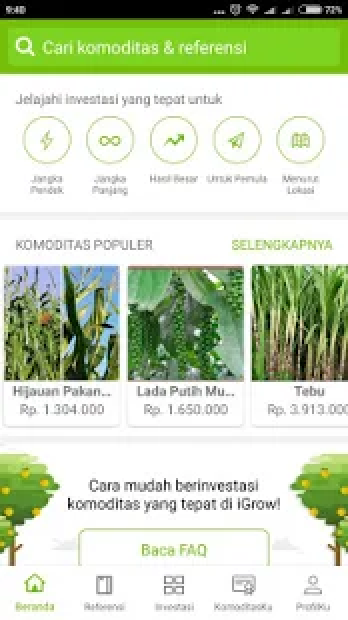 9:40
73%
Cari komoditas & referensi
Jelajahi investasi yang tepat untuk
Jangka Pendek
Jangka Panjang
Hasil Besar
Untuk Pemula
Menurut Lokasi
KOMODITAS POPULER
SELENGKAPNYA
Hijauan Pakan...
Rp. 1.304.000
Lada Putih Mu...
Rp. 1.650.000
Tebu
Rp. 3.913.000
Cara mudah berinvestasi
komoditas yang tepat di iGrow!
Baca FAQ
Beranda
Referensi
Investasi
KomoditasKu
ProfilKu